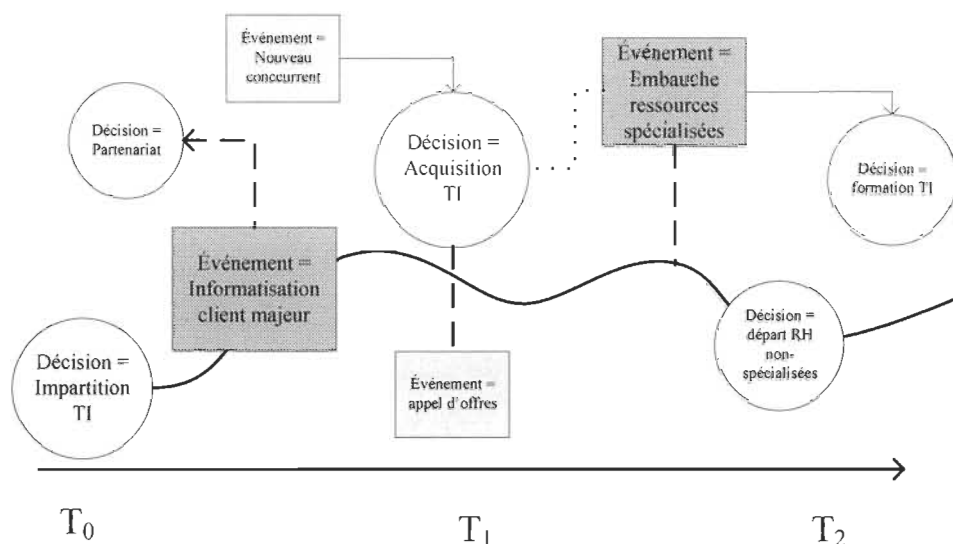 Événement =
Nouveau
conccurrent
Événement =
Embauche
ressources
spécialisées
Décision =
Partenariat
Décision =
Acquisition
TI
Décision =
formation TI
Événement =
Informatisation
client majeur
Décision =
Impartition
TI
Événement =
appel d'offres
Décision =
départ RH
non-
spécialisées
T0
T1
T2